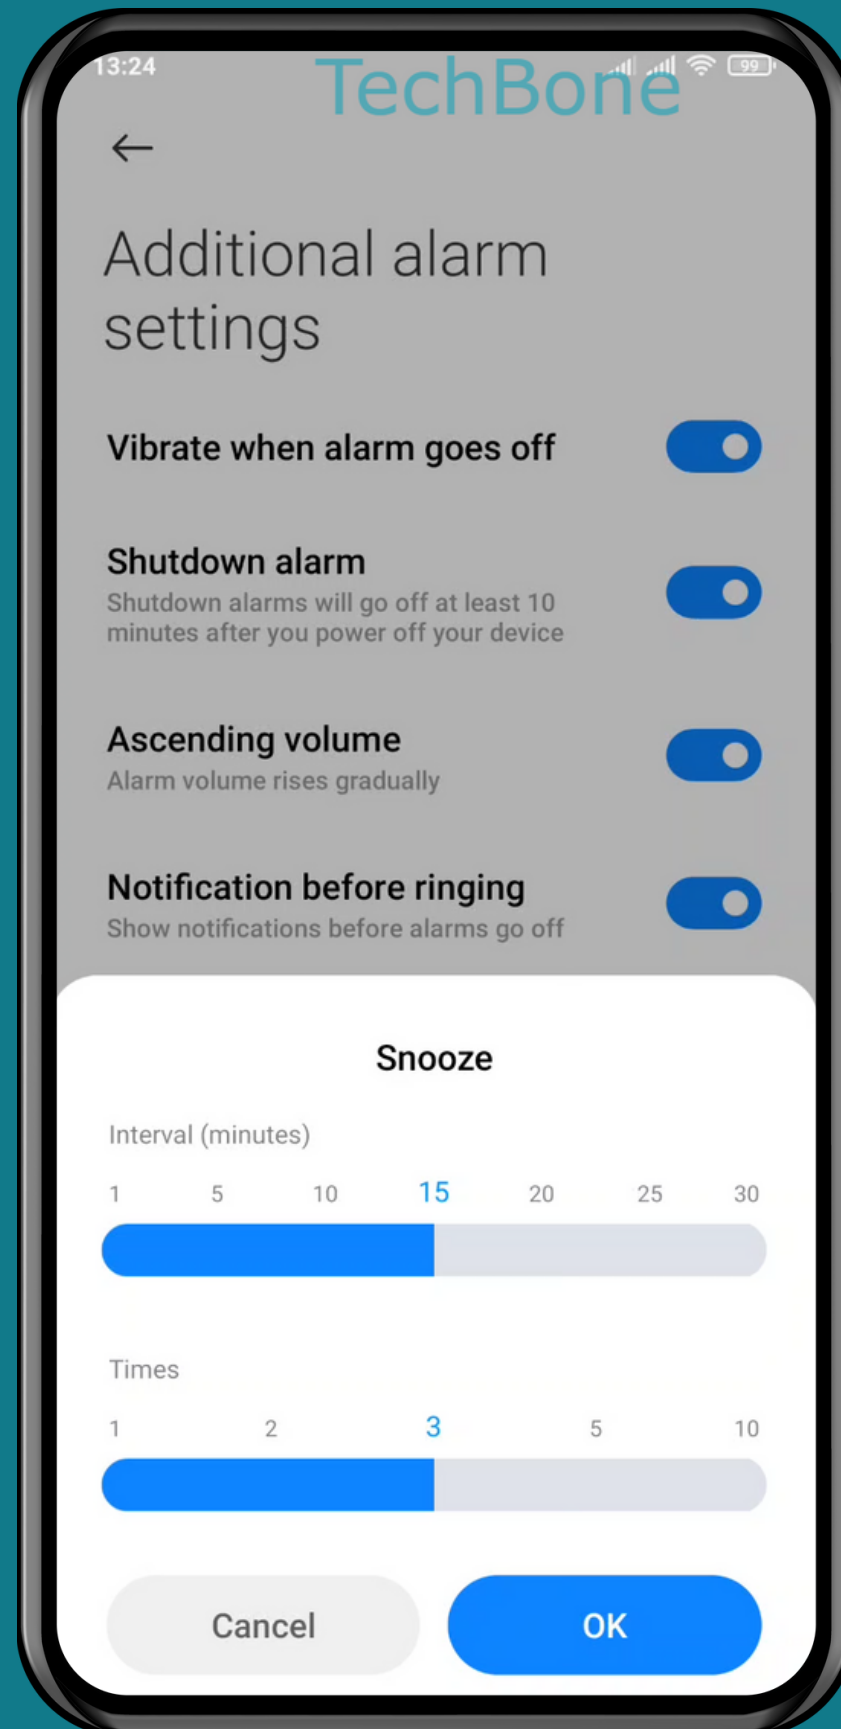 13:24
TechBone
99
Additional alarm
settings
Vibrate when alarm goes off
Shutdown alarm
Shutdown alarms will go off at least 10
minutes after you power off your device
Ascending volume
Alarm volume rises gradually
Notification before ringing
Show notifications before alarms go off
Snooze
Interval (minutes)
1 5 10 15 20 25 30
Times
1 2 3 5 10
Cancel OK